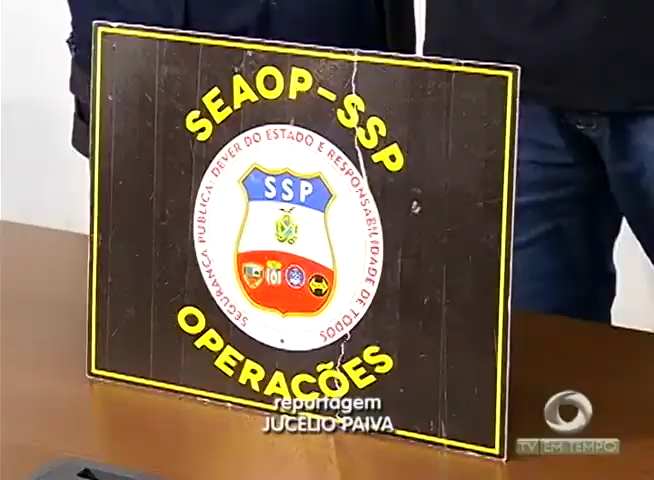 SEAOP-SSP
SEGURANÇA PÚBLICA: DEVER DO ESTADO E RESPONSABILIDADE DE TODOS
SSP
OPERAÇÕES
reportagem
JUCÉLIO PAIVA
TV EM TEMPO